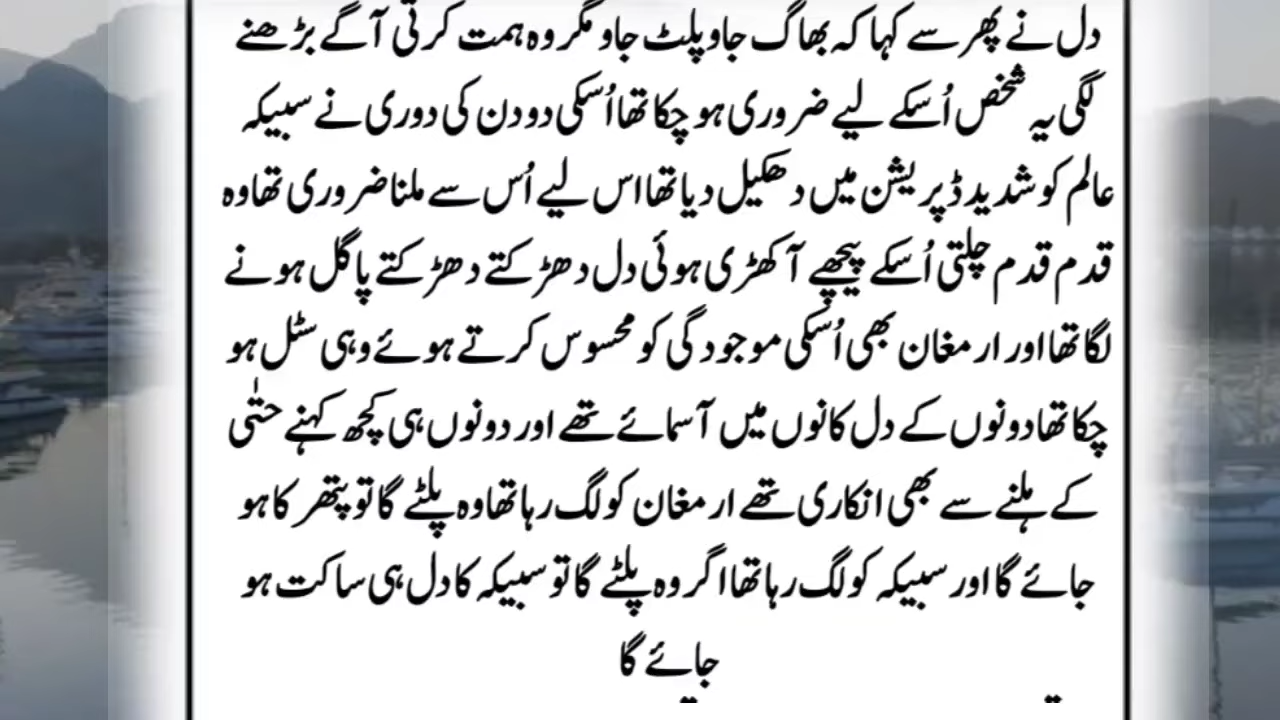 دل نے پھر سے کہا کہ بھاگ جاو پلٹ جاو مگر وہ ہمت کرتی آگے بڑھنے
لگی یہ شخص اُسکے لیے ضروری ہو چکا تھا اُسکی دو دن کی دوری نے سبیکہ
عالم کو شدید ڈپریشن میں دھکیل دیا تھا اس لیے اُس سے ملنا ضروری تھا وہ
قدم قدم چلتی اُسکے پیچھے آ کھڑی ہوئی دل دھڑکتے دھڑکتے پاگل ہونے
لگا تھا اور ارمغان بھی اُسکی موجودگی کو محسوس کرتے ہوئے وہی سٹل ہو
چکا تھا دونوں کے دل کانوں میں آسمائے تھے اور دونوں ہی کچھ کہنے حتٰی
کے ہلنے سے بھی انکاری تھے ارمغان کو لگ رہا تھا وہ پلٹے گا تو پتھر کا ہو
جائے گا اور سبیکہ کو لگ رہا تھا اگر وہ پلٹے گا تو سبیکہ کا دل ہی ساکت ہو
جائے گا